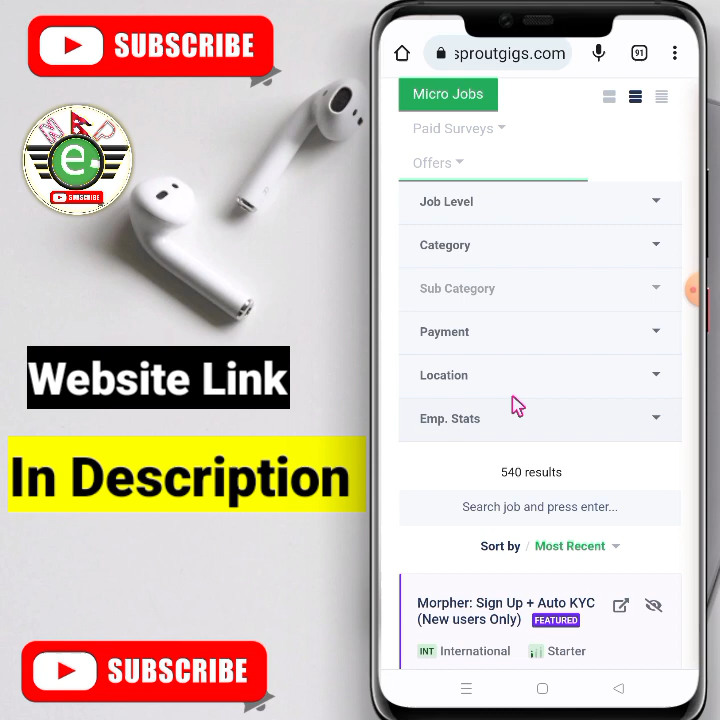 SUBSCRIBE
MRP
e
SUBSCRIBE
Website Link
In Description
SUBSCRIBE
sproutgigs.com
91
Micro Jobs
Paid Surveys
Offers
Job Level
Category
Sub Category
Payment
Location
Emp. Stats
540 results
Search job and press enter...
Sort by / Most Recent
Morpher: Sign Up + Auto KYC
(New users Only) FEATURED
INT International Starter